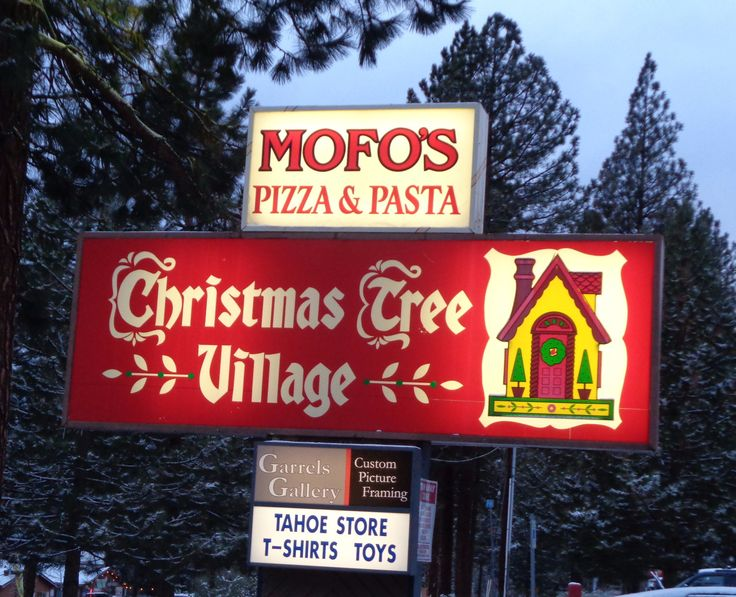 MOFO'S
PIZZA & PASTA
Christmas Tree
Village
Garrels
Gallery
Custom
Picture
Framing
TAHOE STORE
T-SHIRTS TOYS